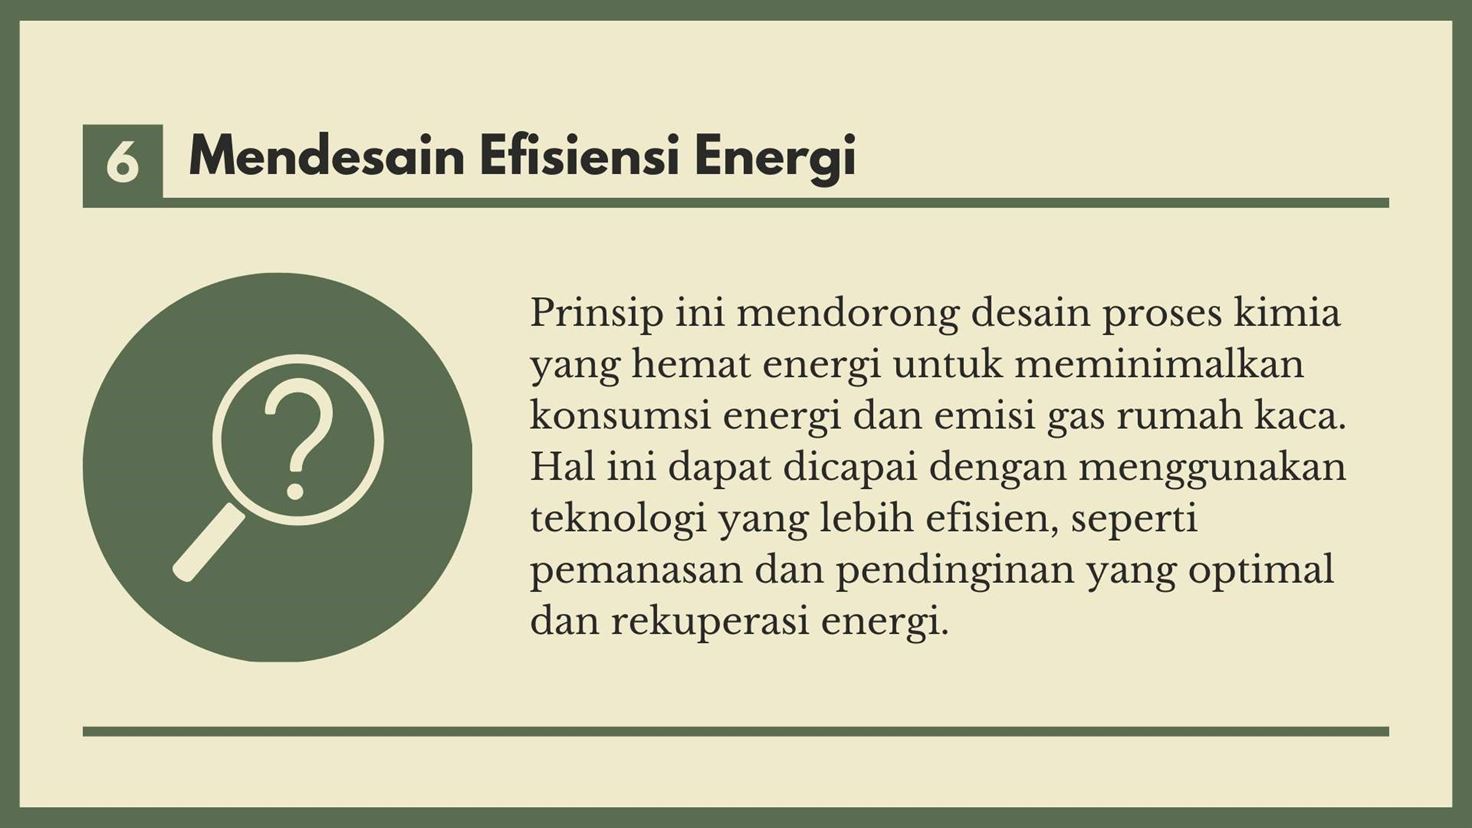 6 Mendesain Efisiensi Energi
Prinsip ini mendorong desain proses kimia
yang hemat energi untuk meminimalkan
konsumsi energi dan emisi gas rumah kaca.
Hal ini dapat dicapai dengan menggunakan
teknologi yang lebih efisien, seperti
pemanasan dan pendinginan yang optimal
dan rekuperasi energi.
?